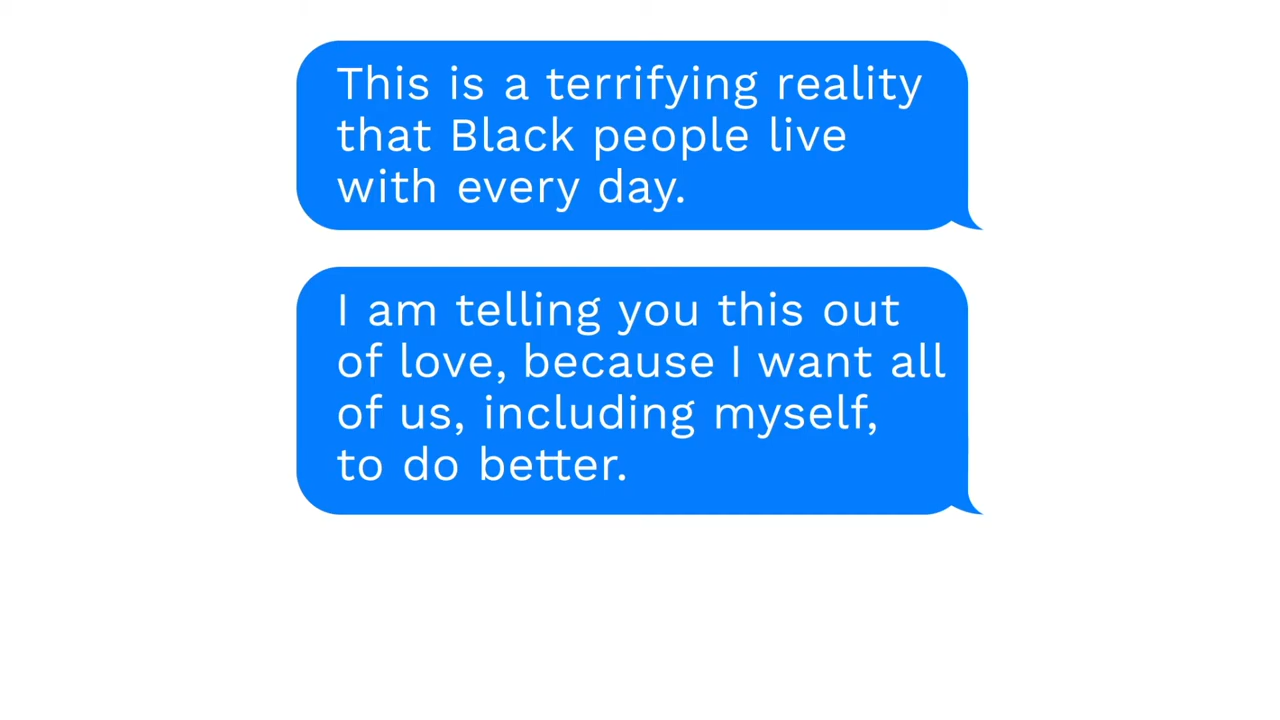 This is a terrifying reality
that Black people live
with every day.
I am telling you this out
of love, because I want all
of us, including myself,
to do better.